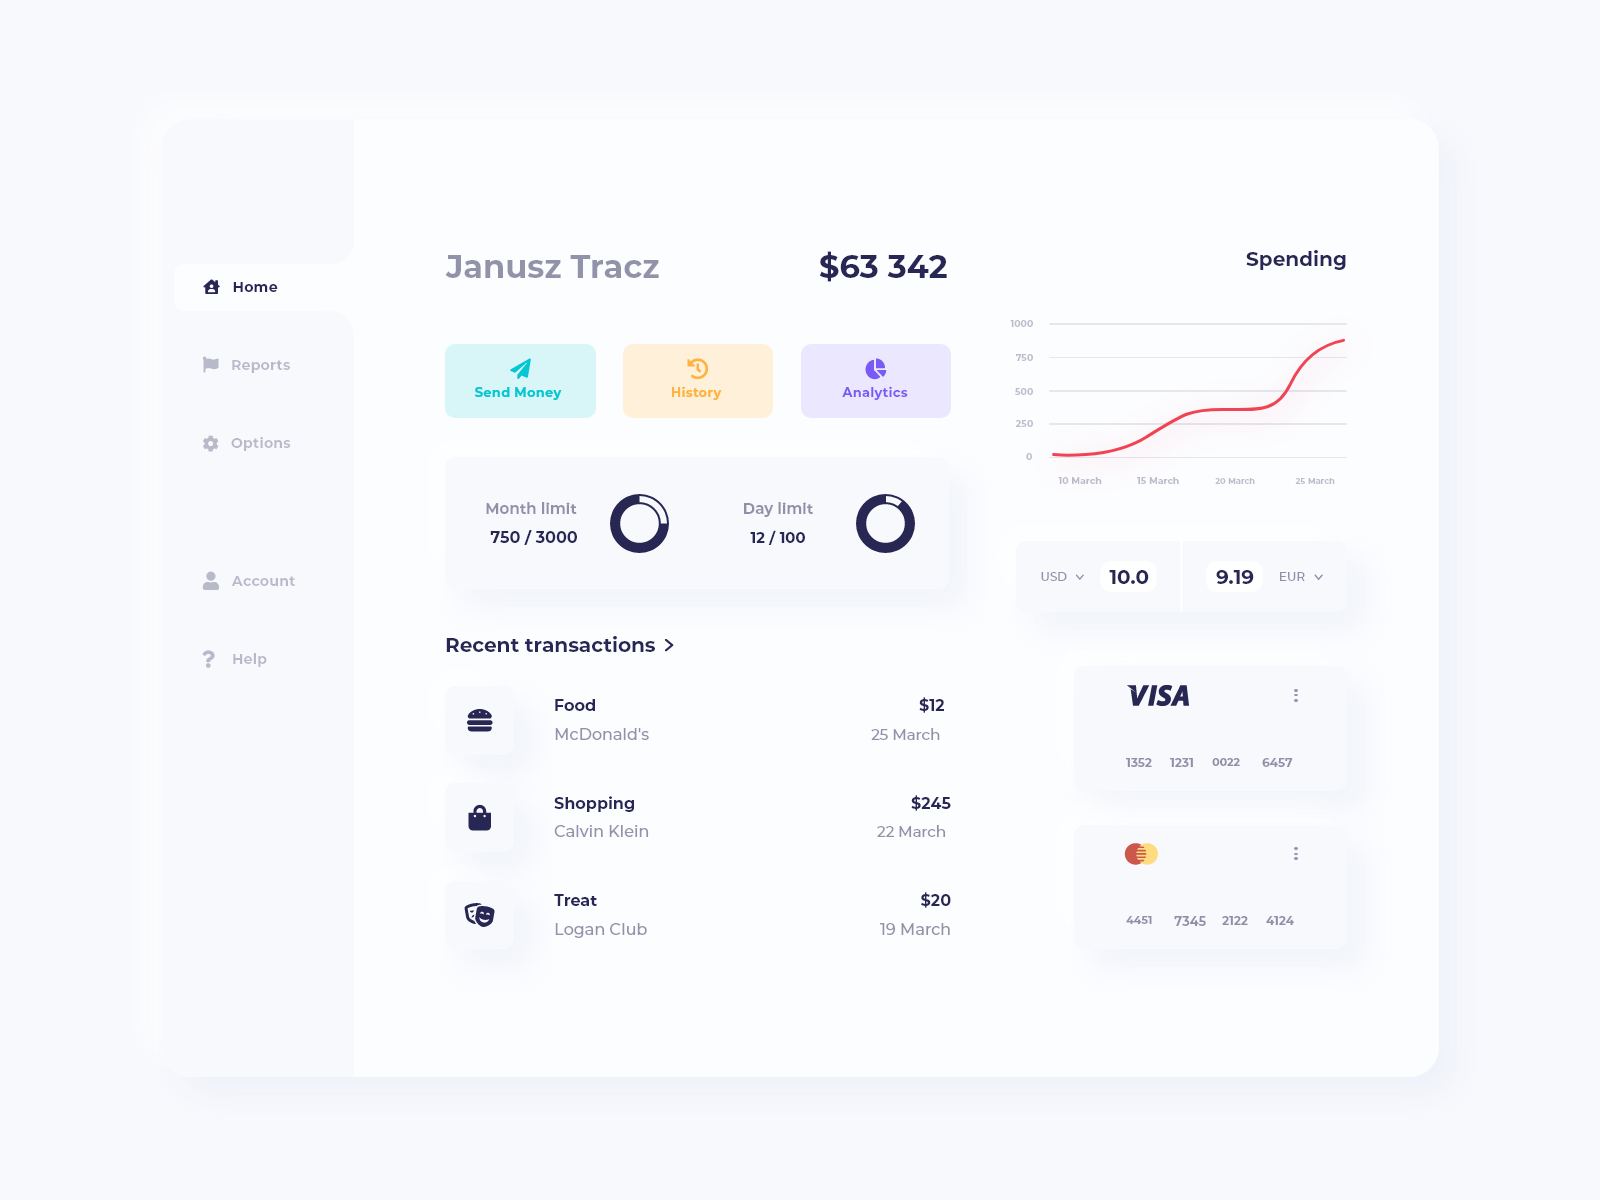 Home
Reports
Options
Account
Help
Janusz Tracz
$63 342
Send Money
History
Analytics
Month limit
750 / 3000
Day limit
12 / 100
Recent transactions
Food
$12
McDonald's
25 March
Shopping
$245
Calvin Klein
22 March
Treat
$20
Logan Club
19 March
Spending
1000
750
500
250
0
10 March 15 March 20 March 25 March
USD 10.0 9.19 EUR
VISA
1352 1231 0022 6457
4451 7345 2122 4124